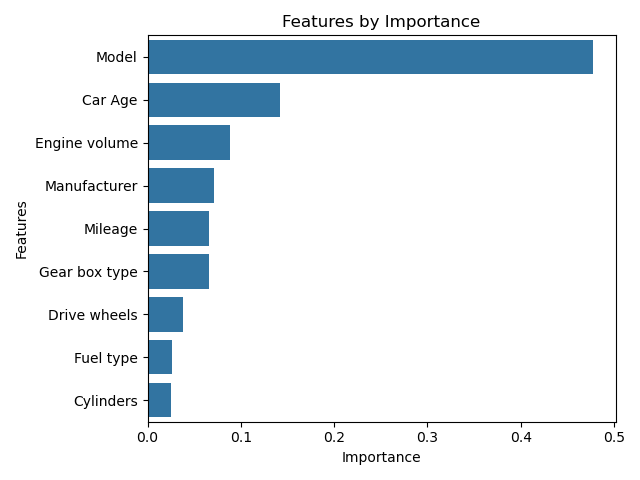 Features by Importance
Features
Model
Car Age
Engine volume
Manufacturer
Mileage
Gear box type
Drive wheels
Fuel type
Cylinders
0.0 0.1 0.2 0.3 0.4 0.5
Importance